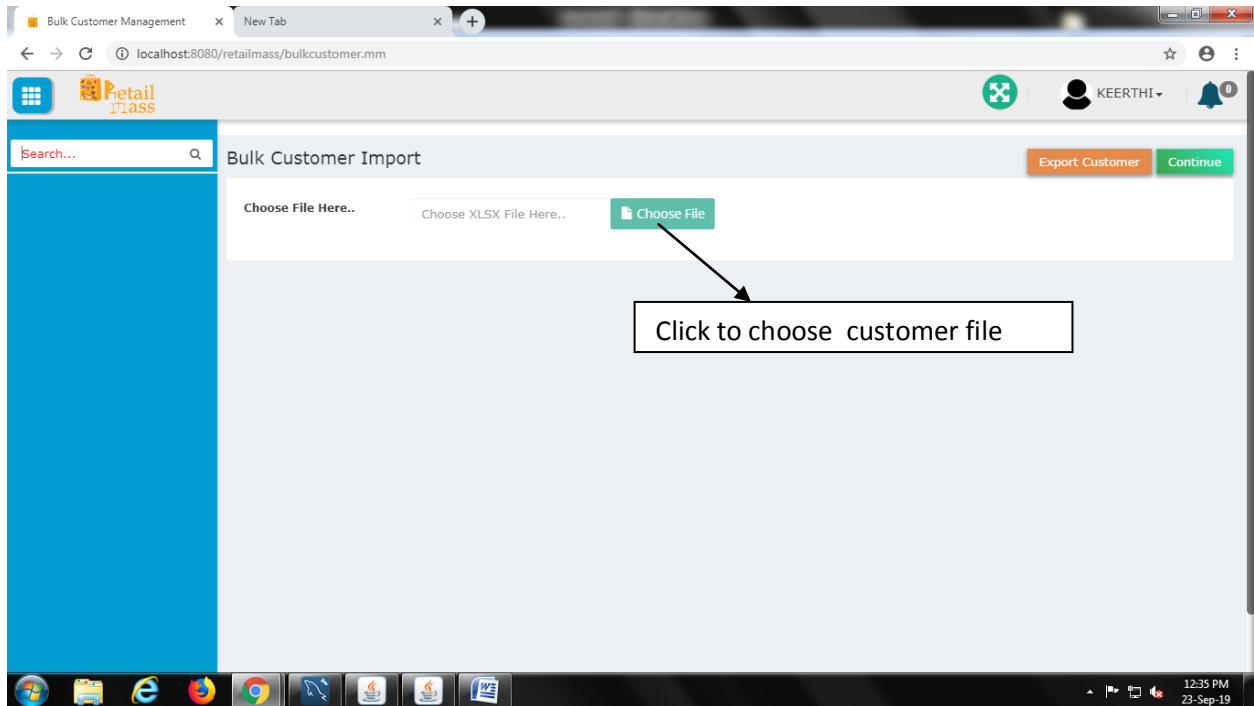 Bulk Customer Management
New Tab
localhost:8080/retailmass/bulkcustomer.mm
Retail
mass
KEERTHI
0
Search...
Bulk Customer Import
Export Customer
Continue
Choose File Here..
Choose XLSX File Here..
Choose File
Click to choose customer file
12:35 PM
23-Sep-19